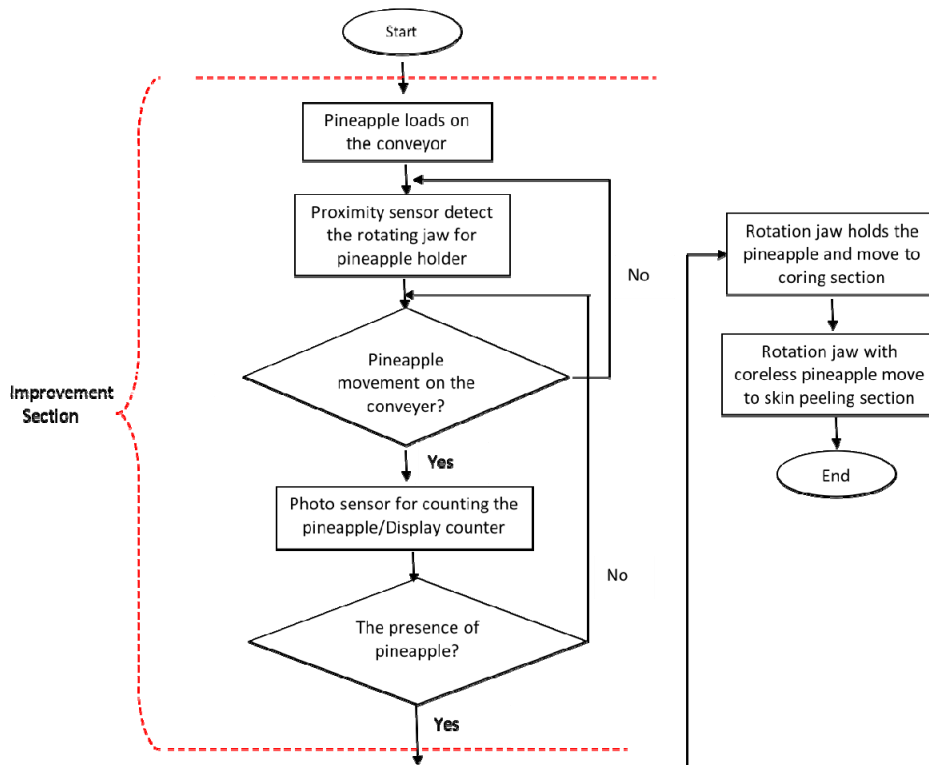 Start
Pineapple loads on
the conveyor
Proximity sensor detect
the rotating jaw for
pineapple holder
No
Pineapple
movement on the
conveyer?
Improvement
Section
Yes
Photo sensor for counting the
pineapple/Display counter
No
The presence of
pineapple?
Yes
Rotation jaw holds the
pineapple and move to
coring section
Rotation jaw with
coreless pineapple move
to skin peeling section
End